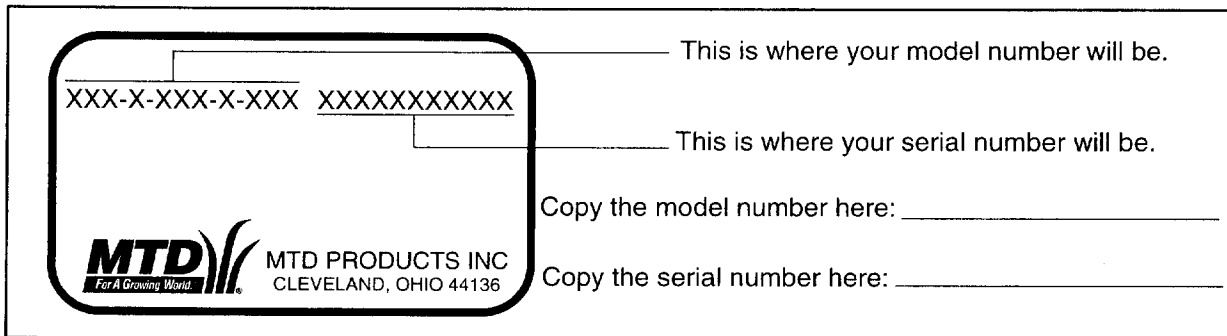 This is where your model number will be.
XXX-X-XXX-X-XXX XXXXXXXXXXX
This is where your serial number will be.
Copy the model number here:
MTD
For A Growing World.
®
MTD PRODUCTS INC
CLEVELAND, OHIO 44136
Copy the serial number here: